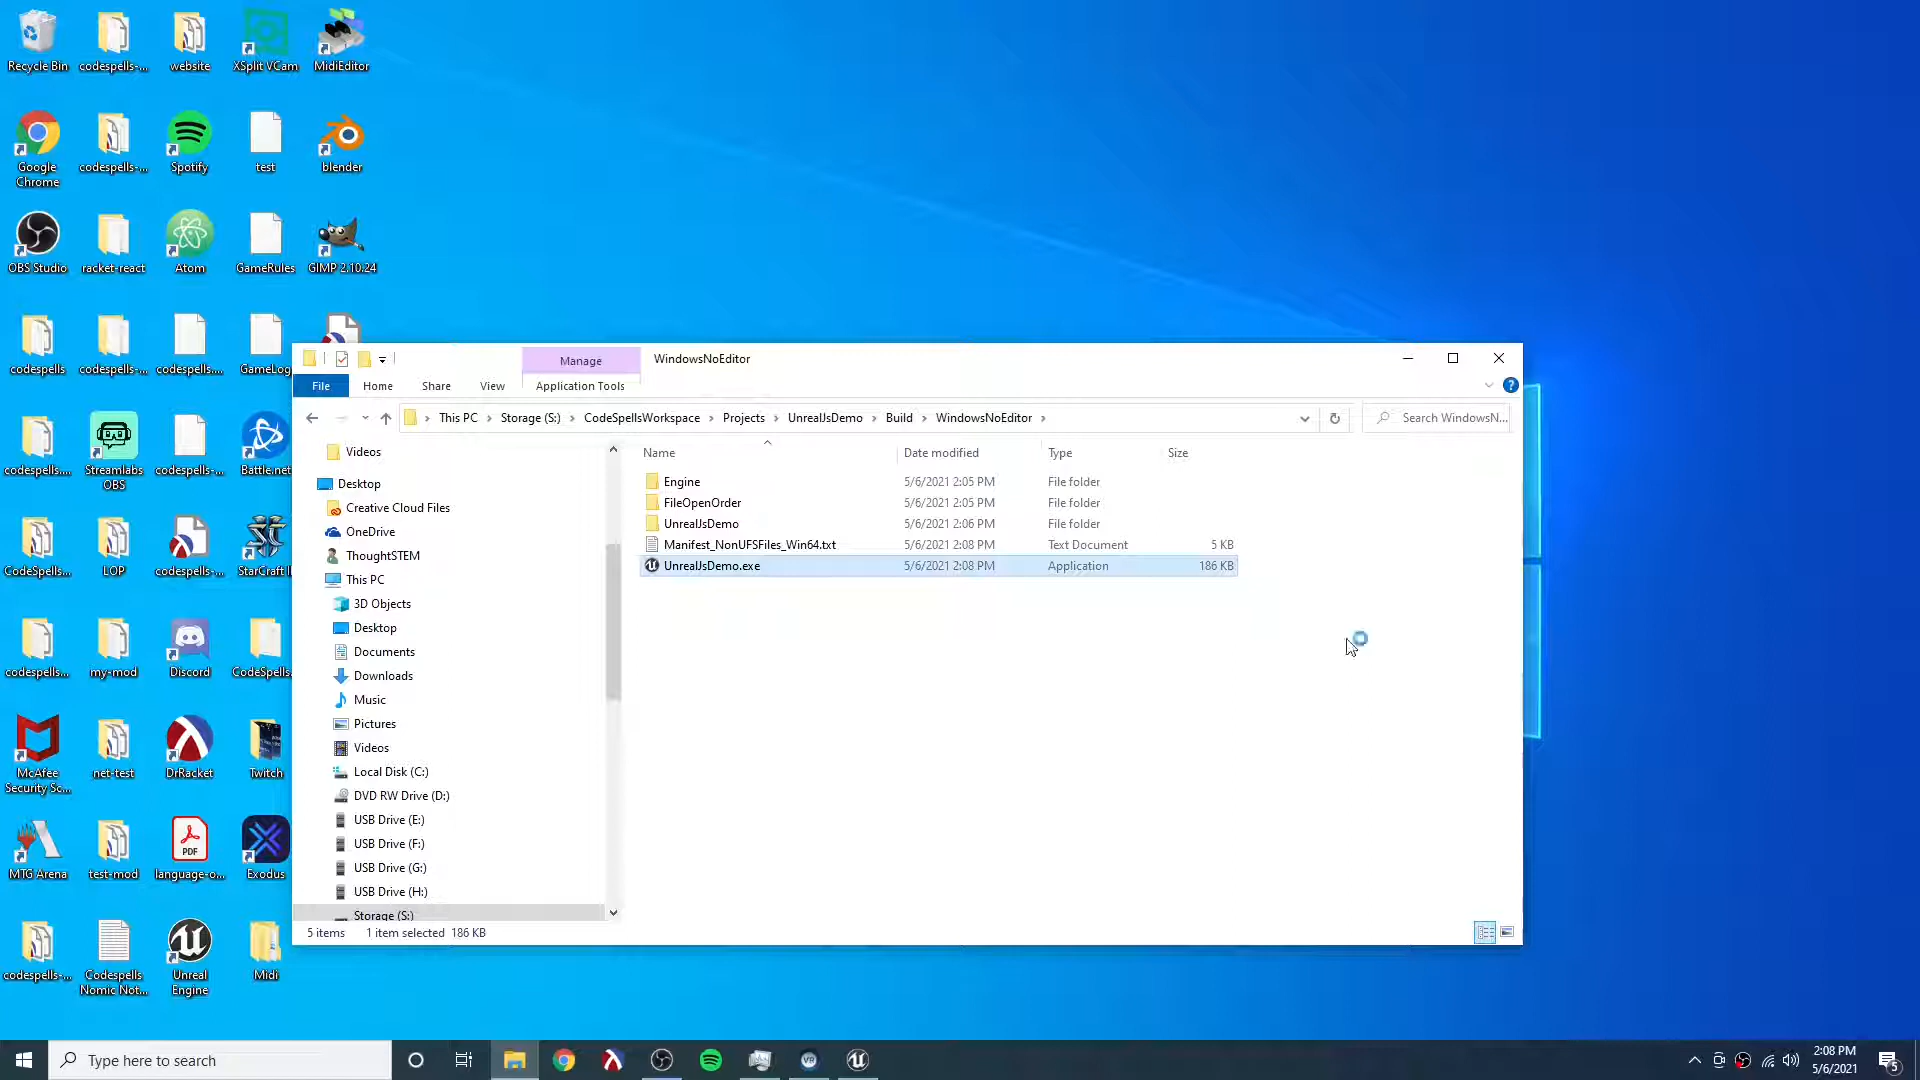 Recycle Bin
codespells-...
website
XSplit VCam
MidiEditor
Google
Chrome
codespells-...
Spotify
test
blender
OBS Studio
racket-react
Atom
GameRules
GIMP 2.10.24
codespells
codespells-...
codespells....
GameLog
codespells....
Streamlabs
OBS
codespells-...
Battle.net
CodeSpells...
LOP
codespells-...
StarCraft II
codespells...
my-mod
Discord
CodeSpells.
McAfee
Security Sc...
net-test
DrRacket
Twitch
MTG Arena
test-mod
language-o...
PDF
Exodus
codespells-...
Codespells
Nomic Not...
Unreal
Engine
Midi
Manage
WindowsNoEditor
File
Home
Share
View
Application Tools
This PC
Storage (S:)
CodeSpellsWorkspace
Projects
UnrealJsDemo
Build
WindowsNoEditor
Search WindowsN...
Videos
Desktop
Creative Cloud Files
OneDrive
ThoughtSTEM
This PC
3D Objects
Desktop
Documents
Downloads
Music
Pictures
Videos
Local Disk (C:)
DVD RW Drive (D:)
USB Drive (E:)
USB Drive (F:)
USB Drive (G:)
USB Drive (H:)
Storage (S:)
Name Date modified Type Size
Engine 5/6/2021 2:05 PM File folder
FileOpenOrder 5/6/2021 2:05 PM File folder
UnrealJsDemo 5/6/2021 2:06 PM File folder
Manifest_NonUFSFiles_Win64.txt 5/6/2021 2:08 PM Text Document 5 KB
UnrealJsDemo.exe 5/6/2021 2:08 PM Application 186 KB
5 items 1 item selected 186 KB
Type here to search
2:08 PM
5/6/2021
5